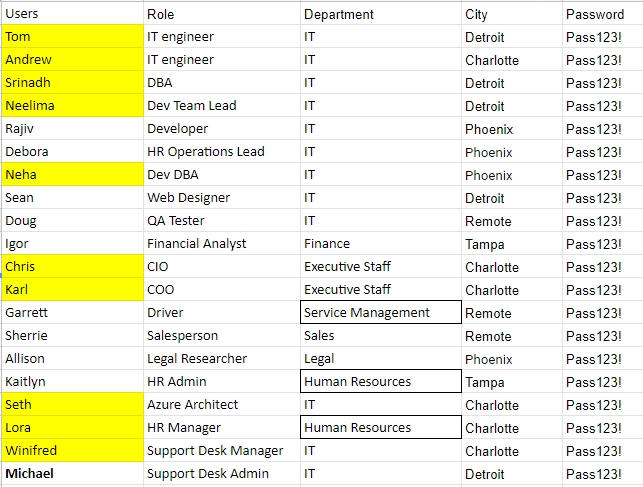 Users Role Department City Password
Tom IT engineer IT Detroit Pass123!
Andrew IT engineer IT Charlotte Pass123!
Srinadh DBA IT Detroit Pass123!
Neelima Dev Team Lead IT Detroit Pass123!
Rajiv Developer IT Phoenix Pass123!
Debora HR Operations Lead IT Phoenix Pass123!
Neha Dev DBA IT Phoenix Pass123!
Sean Web Designer IT Detroit Pass123!
Doug QA Tester IT Remote Pass123!
Igor Financial Analyst Finance Tampa Pass123!
Chris CIO Executive Staff Charlotte Pass123!
Karl COO Executive Staff Charlotte Pass123!
Garrett Driver Service Management Remote Pass123!
Sherrie Salesperson Sales Remote Pass123!
Allison Legal Researcher Legal Phoenix Pass123!
Kaitlyn HR Admin Human Resources Tampa Pass123!
Seth Azure Architect IT Charlotte Pass123!
Lora HR Manager Human Resources Charlotte Pass123!
Winifred Support Desk Manager IT Charlotte Pass123!
Michael Support Desk Admin IT Detroit Pass123!